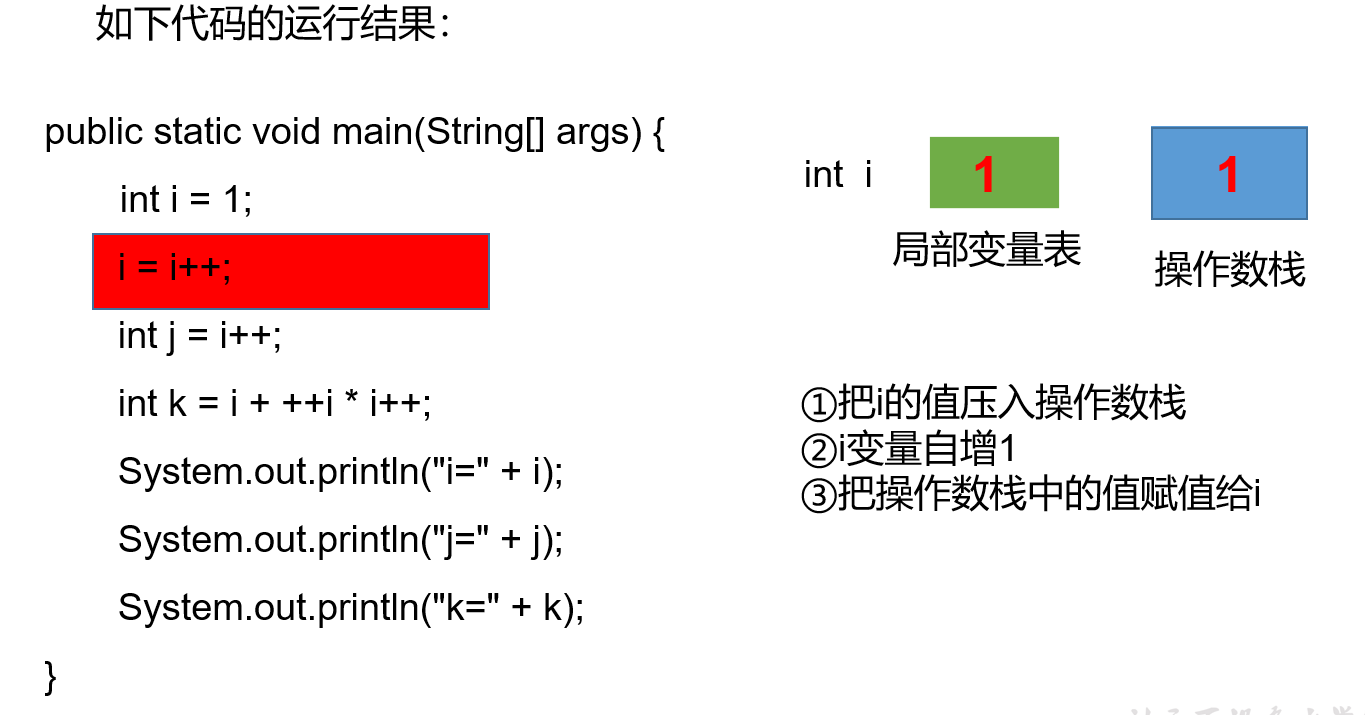 如下代码的运行结果：
public static void main(String[] args) {
int i = 1;
i = i++;
int j = i++;
int k = i + ++i * i++;
System.out.println("i=" + i);
System.out.println("j=" + j);
System.out.println("k=" + k);
}
int i
1
1
局部变量表
操作数栈
①把i的值压入操作数栈
②i变量自增1
③把操作数栈中的值赋值给i